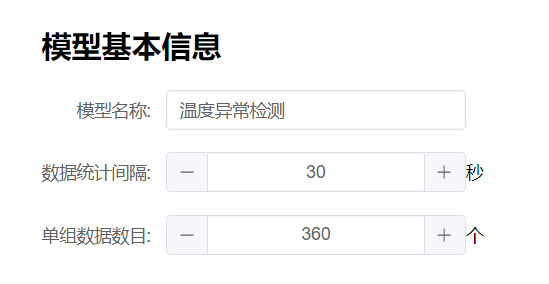 模型基本信息
模型名称: 温度异常检测
数据统计间隔: 30 秒
单组数据数目: 360 个